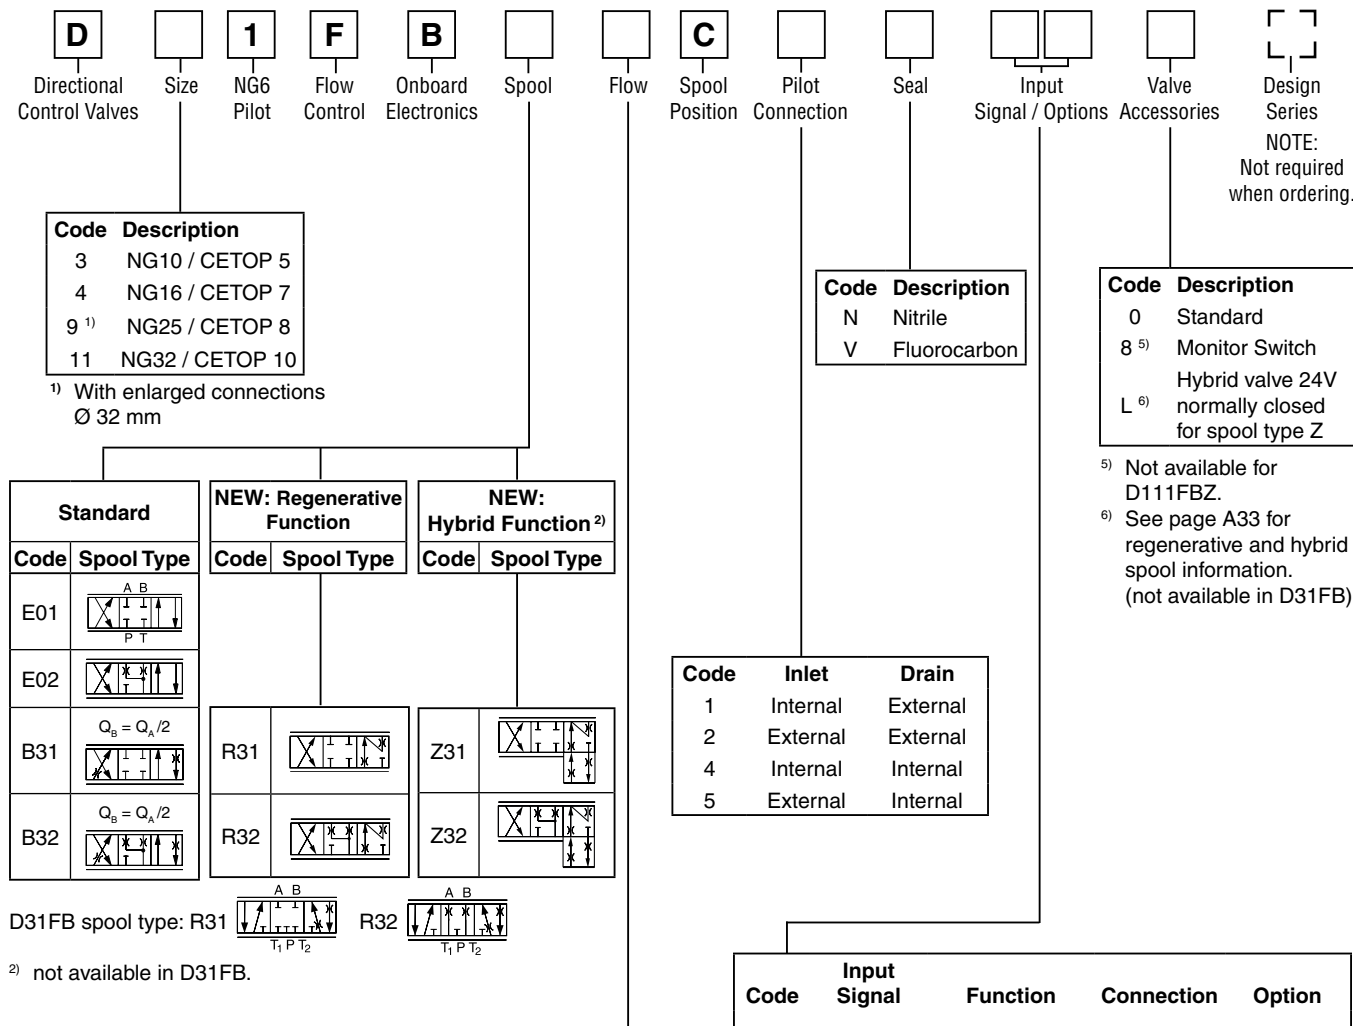 D 1 F B C
Directional Control Valves
Size
NG6 Pilot
Flow Control
Onboard Electronics
Spool
Flow
Spool Position
Pilot Connection
Seal
Input Signal / Options
Valve Accessories
Design Series
NOTE:
Not required
when ordering.
Code Description
3 NG10 / CETOP 5
4 NG16 / CETOP 7
9 1) NG25 / CETOP 8
11 NG32 / CETOP 10
1) With enlarged connections
Ø 32 mm
Code Description
N Nitrile
V Fluorocarbon
Code Description
0 Standard
8 5) Monitor Switch
L 6) Hybrid valve 24V
normally closed
for spool type Z
5) Not available for
D111FBZ.
6) See page A33 for
regenerative and hybrid
spool information.
(not available in D31FB)
Standard
Code Spool Type
E01
A B
P T
E02
B31
QB = QA/2
B32
QB = QA/2
NEW: Regenerative
Function
Code Spool Type
R31
R32
NEW:
Hybrid Function 2)
Code Spool Type
Z31
Z32
Code Inlet Drain
1 Internal External
2 External External
4 Internal Internal
5 External Internal
D31FB spool type: R31
A B
T1 P T2
R32
A B
T1 P T2
2) not available in D31FB.
Code Input Signal Function Connection Option